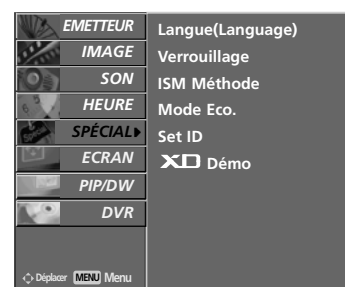 EMETTEUR
IMAGE
SON
HEURE
SPÉCIAL
ECRAN
PIP/DW
DVR
Déplacer MENU Menu
Langue(Language)
Verrouillage
ISM Méthode
Mode Eco.
Set ID
XD Démo